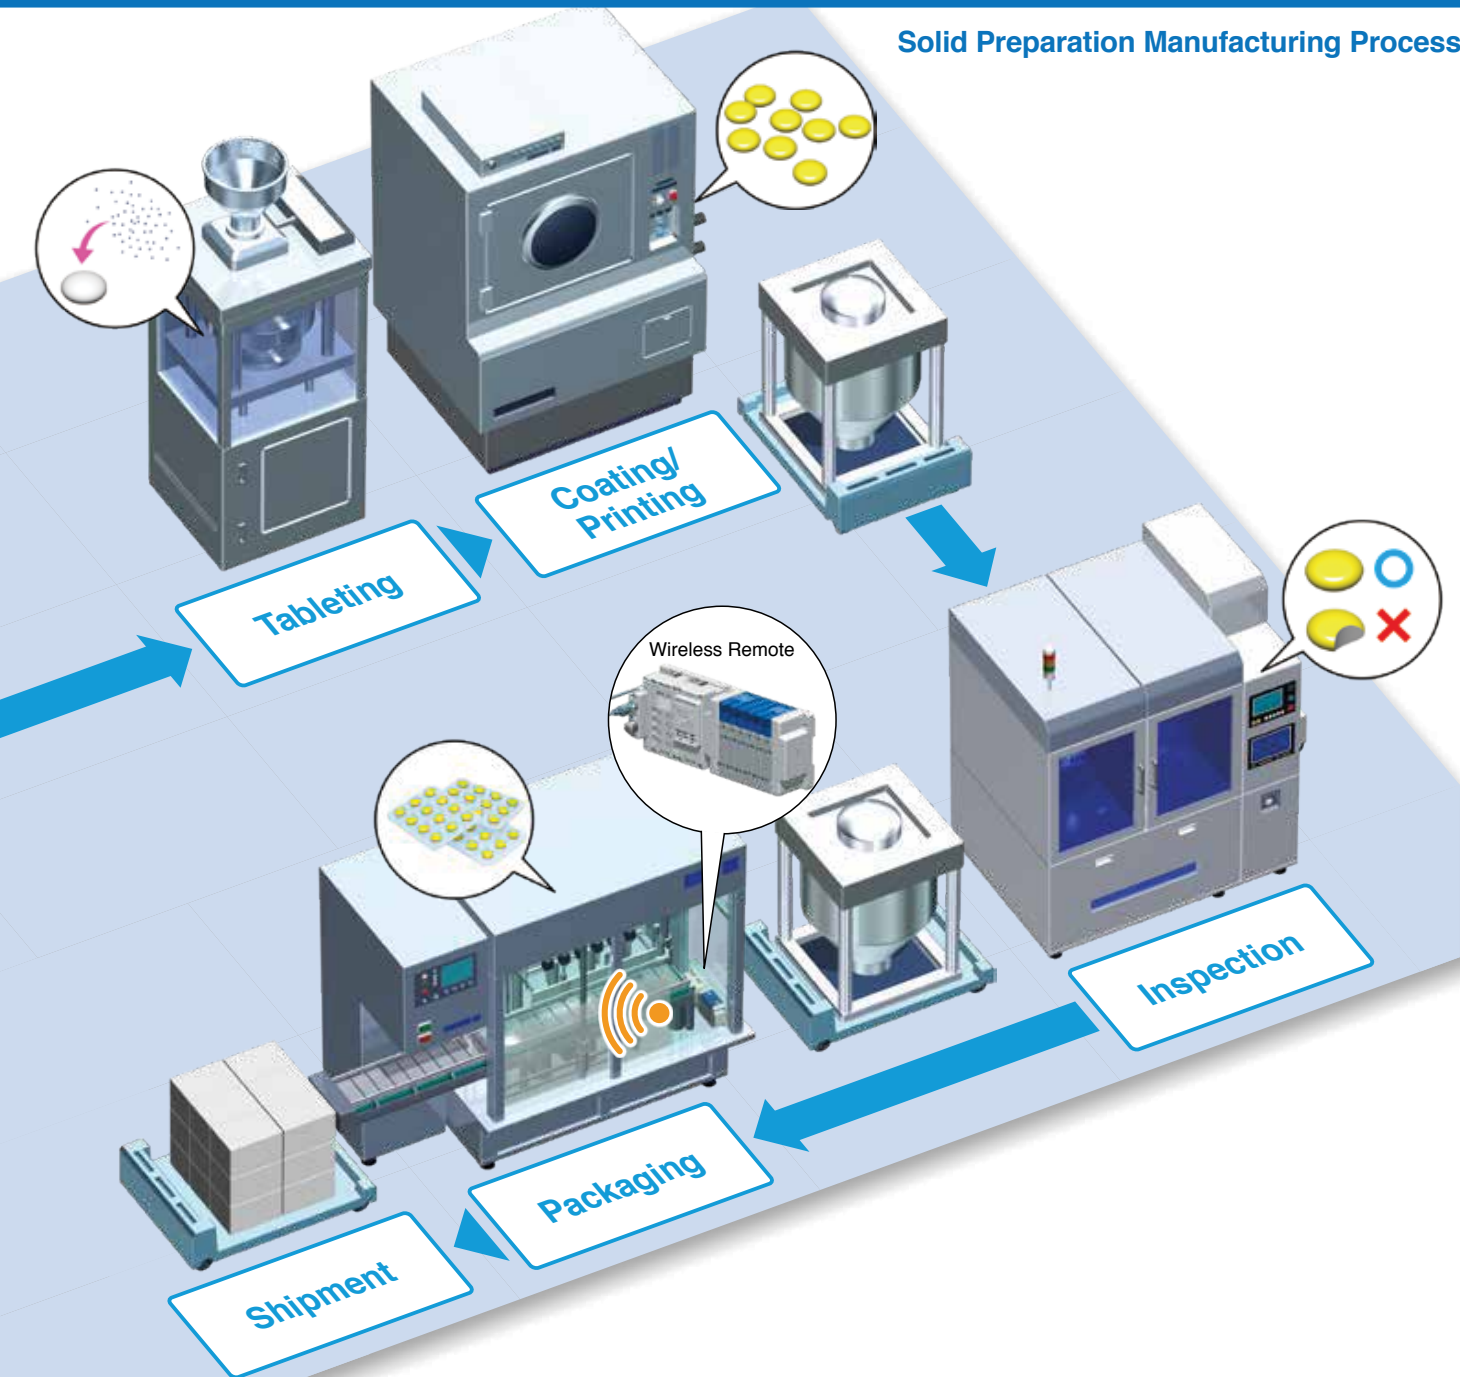 Solid Preparation Manufacturing Process
Coating/
Printing
Tableting
Wireless Remote
Inspection
Packaging
Shipment